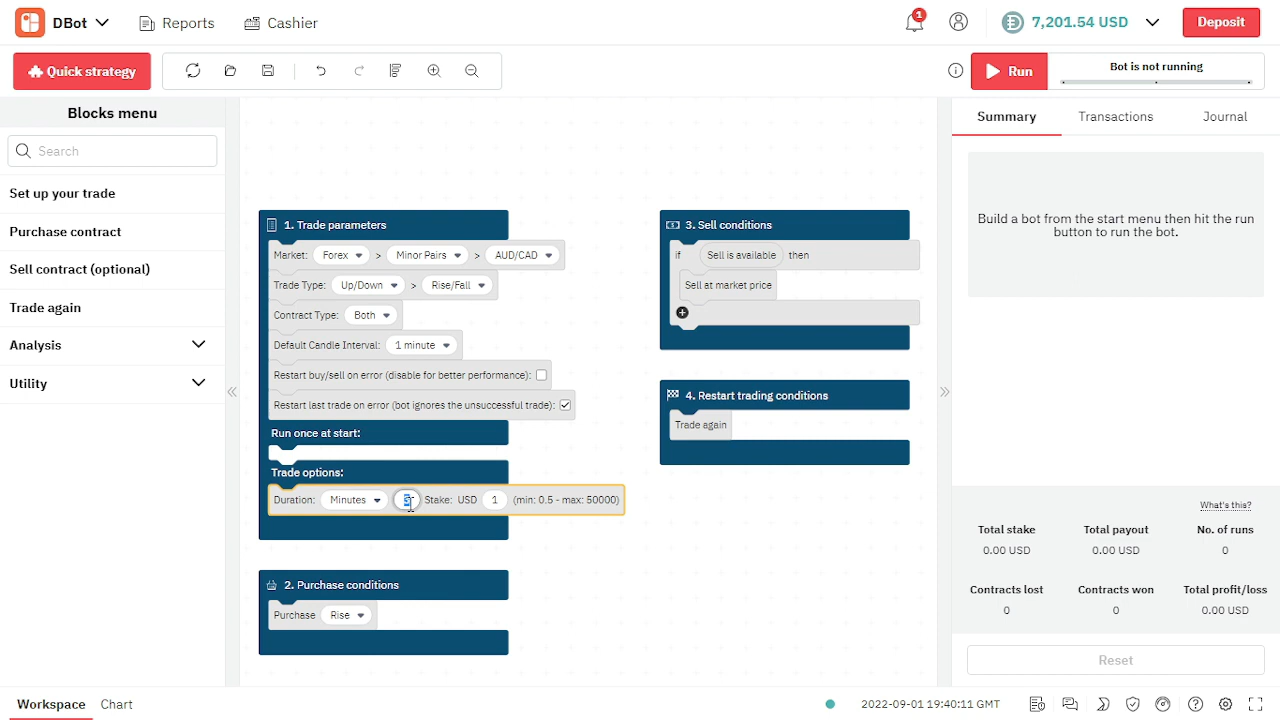 DBot
Reports
Cashier
1
7,201.54 USD
Deposit
Quick strategy
Run
Bot is not running
Blocks menu
Search
Set up your trade
Purchase contract
Sell contract (optional)
Trade again
Analysis
Utility
1. Trade parameters
Market: Forex > Minor Pairs > AUD/CAD
Trade Type: Up/Down > Rise/Fall
Contract Type: Both
Default Candle Interval: 1 minute
Restart buy/sell on error (disable for better performance):
Restart last trade on error (bot ignores the unsuccessful trade):
Run once at start:
Trade options:
Duration: Minutes Stake: USD 1 (min: 0.5 - max: 50000)
2. Purchase conditions
Purchase Rise
3. Sell conditions
if Sell is available then
Sell at market price
4. Restart trading conditions
Trade again
Summary Transactions Journal
Build a bot from the start menu then hit the run
button to run the bot.
What's this?
Total stake Total payout No. of runs
0.00 USD 0.00 USD 0
Contracts lost Contracts won Total profit/loss
0 0 0.00 USD
Reset
Workspace Chart
2022-09-01 19:40:11 GMT